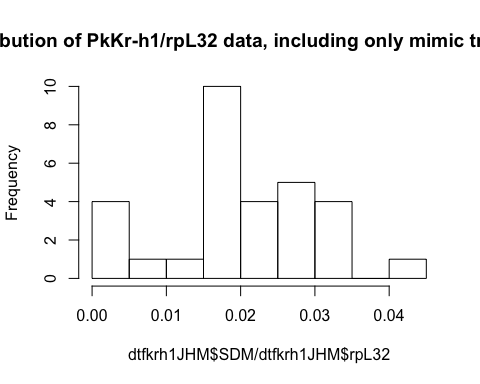 bution of PkKr-h1/rpL32 data, including only mimic tr
Frequency
10
8
6
4
2
0
0.00 0.01 0.02 0.03 0.04
dtfkrh1JHM$SDM/dtfkrh1JHM$rpL32